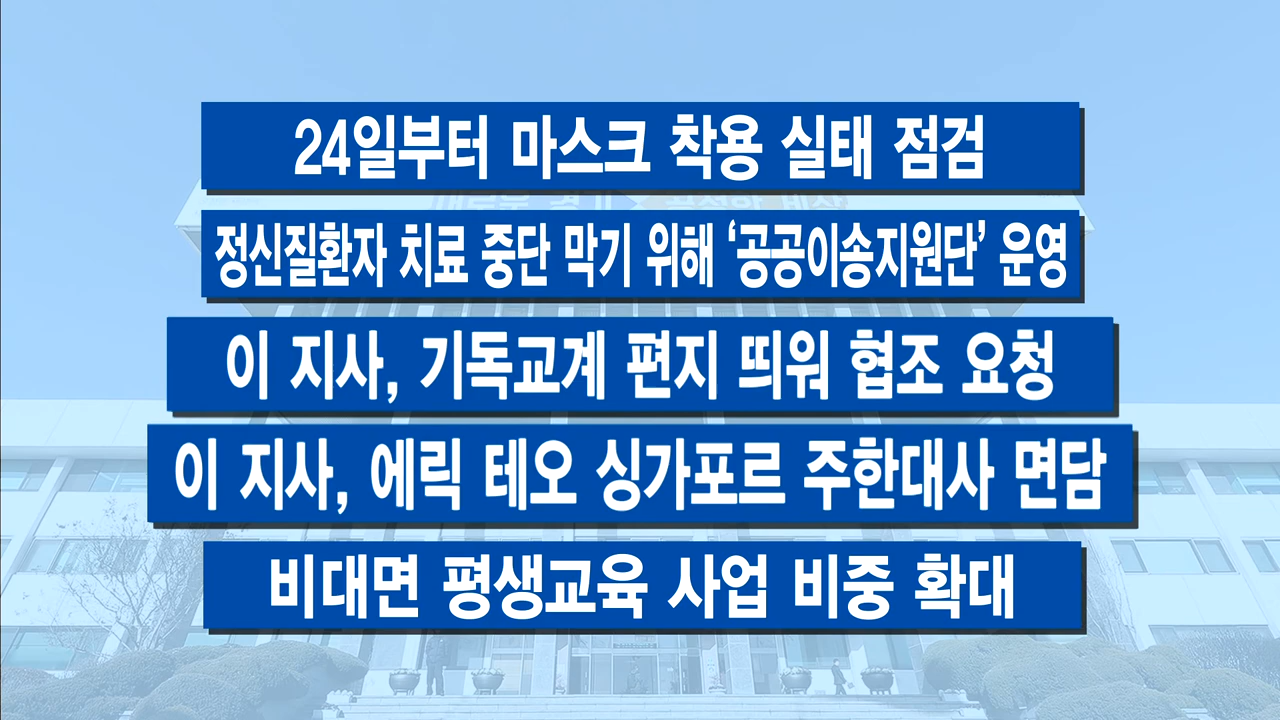 24일부터 마스크 착용 실태 점검
정신질환자 치료 중단 막기 위해 ‘공공이송지원단’ 운영
이 지사, 기독교계 편지 띄워 협조 요청
이 지사, 에릭 테오 싱가포르 주한대사 면담
비대면 평생교육 사업 비중 확대